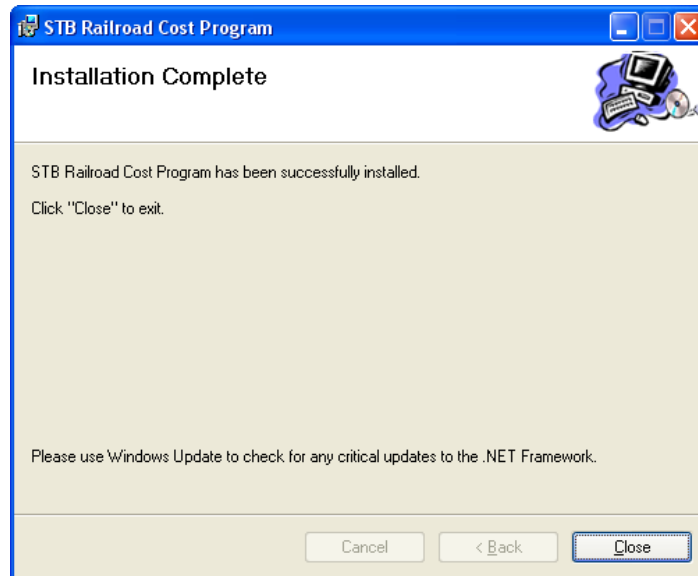 STB Railroad Cost Program
Installation Complete
STB Railroad Cost Program has been successfully installed.
Click "Close" to exit.
Please use Windows Update to check for any critical updates to the .NET Framework.
Cancel
< Back
Close